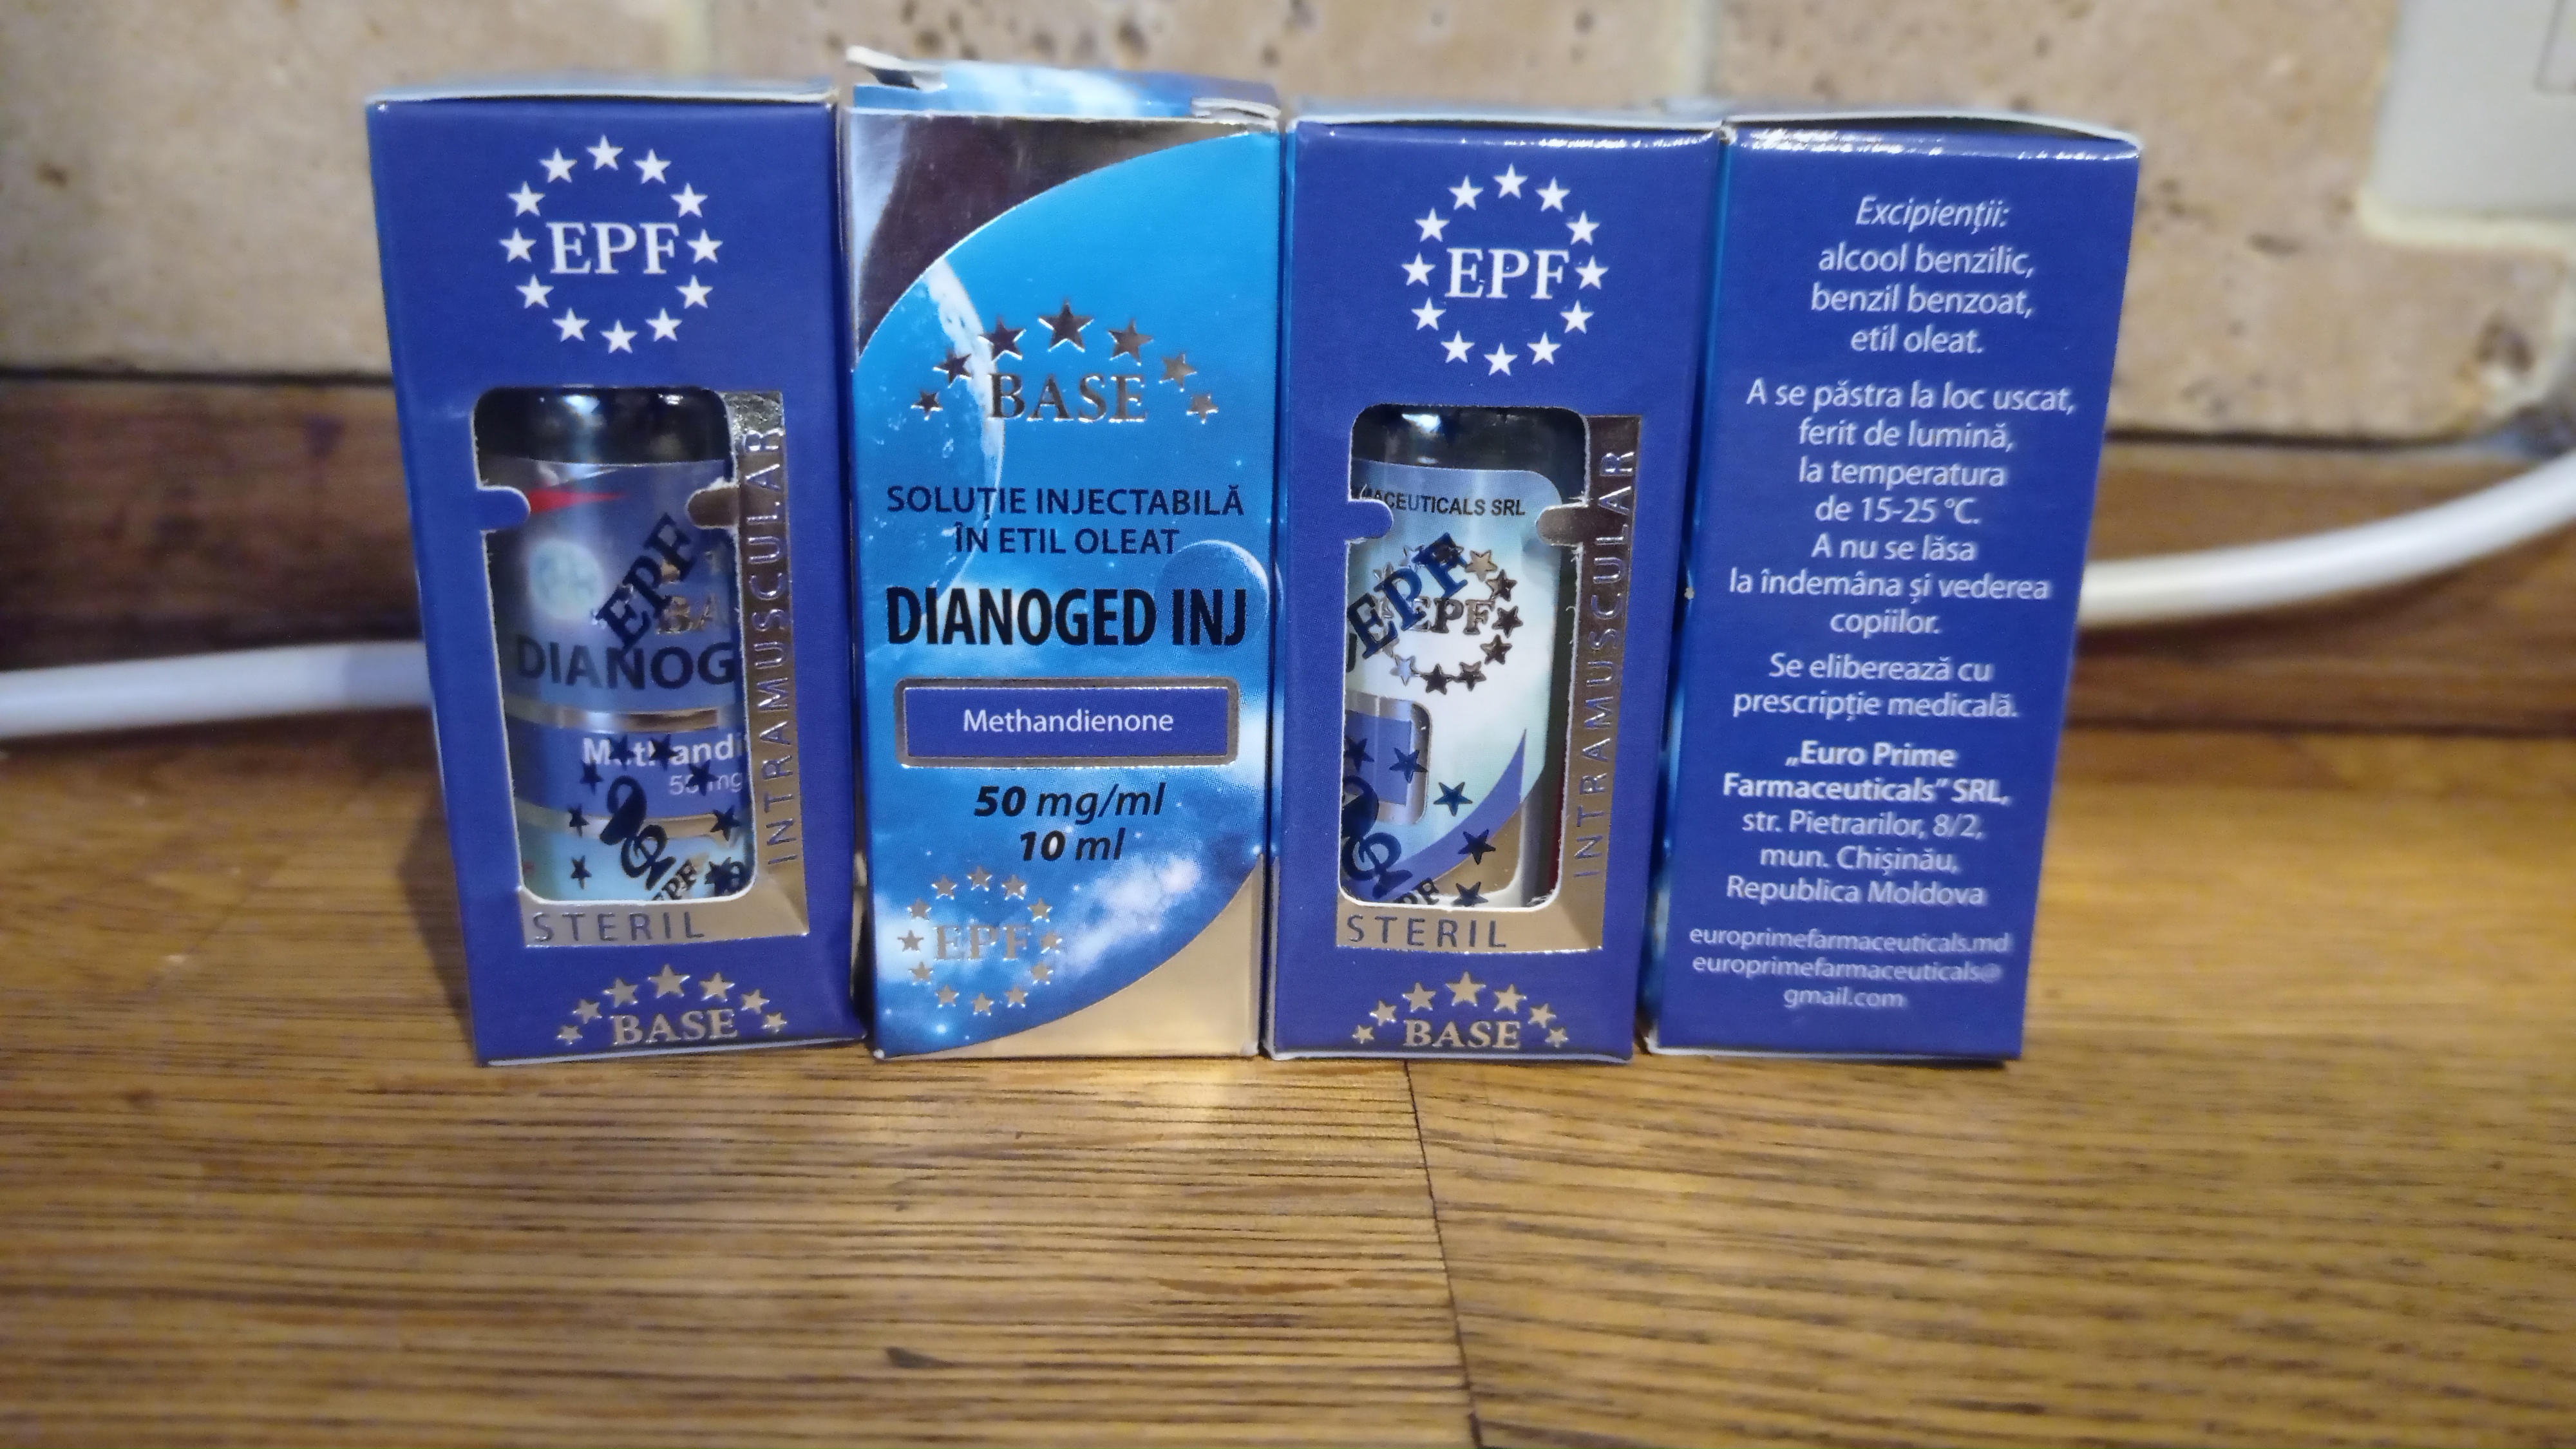 EPF
DIANOG
INTRAMUSCULAR
STERIL
BASE
BASE
SOLUȚIE INJECTABILĂ
ÎN ETIL OLEAT
DIANOGED INJ
Methandienone
50 mg/ml
10 ml
EPF
EPF
ACEUTICALS SRL
EPF
EPF
INTRAMUSCULAR
STERIL
BASE
Excipienții:
alcool benzilic,
benzil benzoat,
etil oleat.
A se păstra la loc uscat,
ferit de lumină,
la temperatura
de 15-25 °C.
A nu se lăsa
la îndemâna și vederea
copiilor.
Se eliberează cu
prescripție medicală.
„Euro Prime
Farmaceuticals” SRL,
str. Pietrarilor, 8/2,
mun. Chișinău,
Republica Moldova
europrimefarmaceuticals.md
europrimefarmaceuticals@
gmail.com